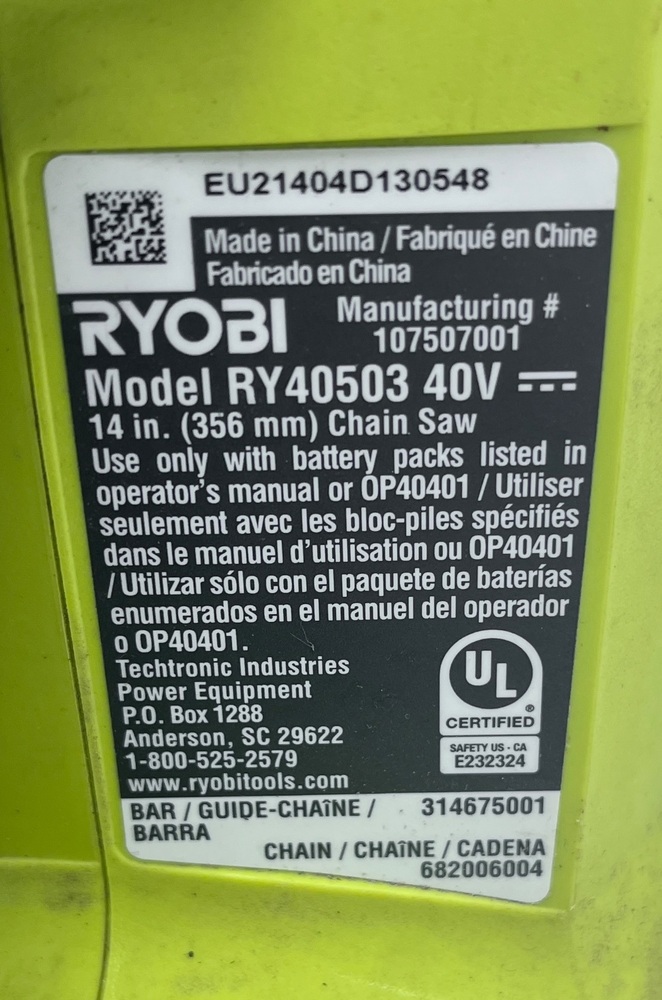 EU21404D130548
Made in China / Fabriqué en Chine
Fabricado en China
RYOBI
Manufacturing #
107507001
Model RY40503 40V
14 in. (356 mm) Chain Saw
Use only with battery packs listed in
operator's manual or OP40401 / Utiliser
seulement avec les bloc-piles spécifiés
dans le manuel d'utilisation ou OP40401
/ Utilizar sólo con el paquete de baterías
enumerados en el manuel del operador
o OP40401.
Techtronic Industries
Power Equipment
P.O. Box 1288
Anderson, SC 29622
1-800-525-2579
www.ryobitools.com
UL
®
CERTIFIED
SAFETY US - CA
E232324
BAR / GUIDE-CHAÎNE / 314675001
BARRA
CHAIN / CHAÎNE / CADENA
682006004